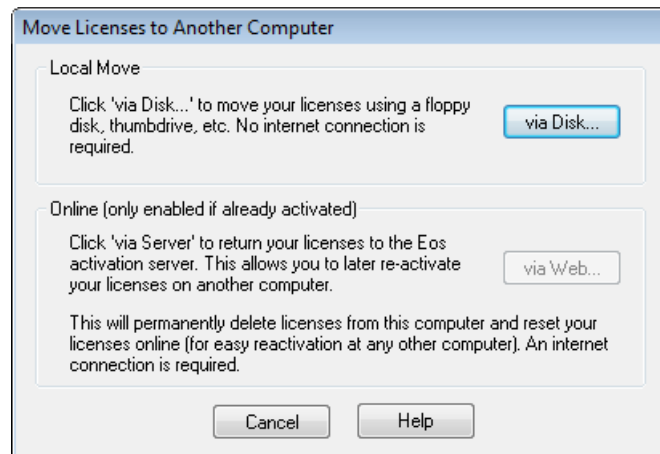 Move Licenses to Another Computer
Local Move
Click 'via Disk...' to move your licenses using a floppy
disk, thumbdrive, etc. No internet connection is
required.
via Disk...
Online (only enabled if already activated)
Click 'via Server' to return your licenses to the Eos
activation server. This allows you to later re-activate
your licenses on another computer.
via Web...
This will permanently delete licenses from this computer and reset your
licenses online (for easy reactivation at any other computer). An internet
connection is required.
Cancel
Help